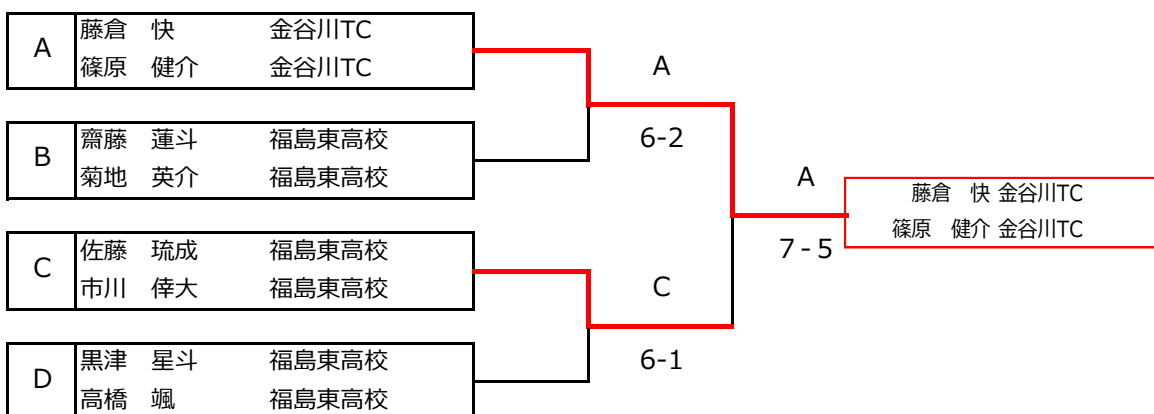 A
藤倉　快　金谷川TC
篠原　健介　金谷川TC
B
齋藤　蓮斗　福島東高校
菊地　英介　福島東高校
C
佐藤　琉成　福島東高校
市川　倖大　福島東高校
D
黒津　星斗　福島東高校
高橋　颯　福島東高校
A
6-2
C
6-1
A
7-5
藤倉　快 金谷川TC
篠原　健介 金谷川TC